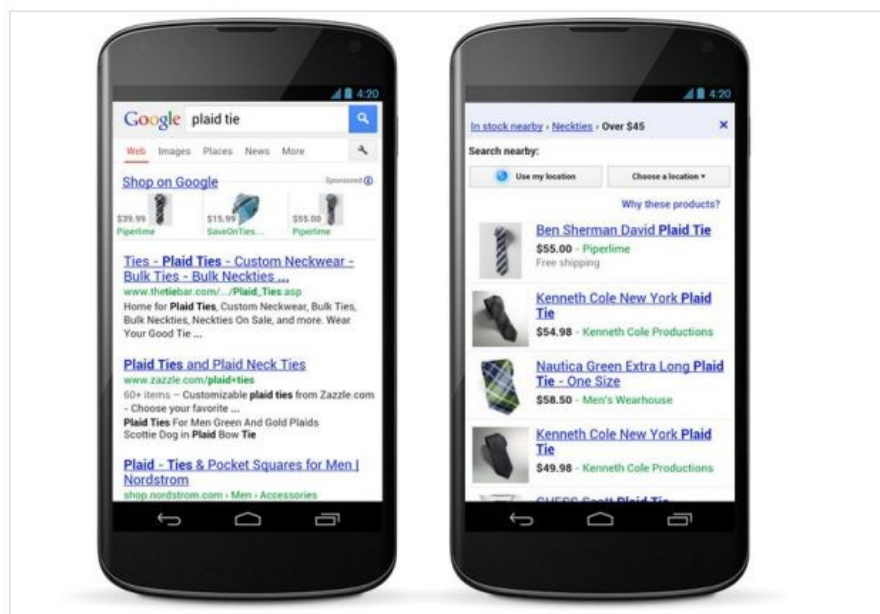 4:20
Google plaid tie
Web Images Places News More
Shop on Google Sponsored
$39.99 $15.99 $55.00
Piperlime SaveOnTies... Piperlime
Ties - Plaid Ties - Custom Neckwear -
Bulk Ties - Bulk Neckties ...
www.thetiebar.com/.../Plaid_Ties.asp
Home for Plaid Ties, Custom Neckwear, Bulk Ties,
Bulk Neckties, Neckties On Sale, and more. Wear
Your Good Tie ...
Plaid Ties and Plaid Neck Ties
www.zazzle.com/plaid+ties
60+ items – Customizable plaid ties from Zazzle.com
- Choose your favorite ...
Plaid Ties For Men Green And Gold Plaids
Scottie Dog in Plaid Bow Tie
Plaid - Ties & Pocket Squares for Men |
Nordstrom
shop.nordstrom.com › Men › Accessories
4:20
In stock nearby › Neckties › Over $45
Search nearby:
Use my location Choose a location
Why these products?
Ben Sherman David Plaid Tie
$55.00 - Piperlime
Free shipping
Kenneth Cole New York Plaid
Tie
$54.98 - Kenneth Cole Productions
Nautica Green Extra Long Plaid
Tie - One Size
$58.50 - Men's Wearhouse
Kenneth Cole New York Plaid
Tie
$49.98 - Kenneth Cole Productions
Plaid Tie